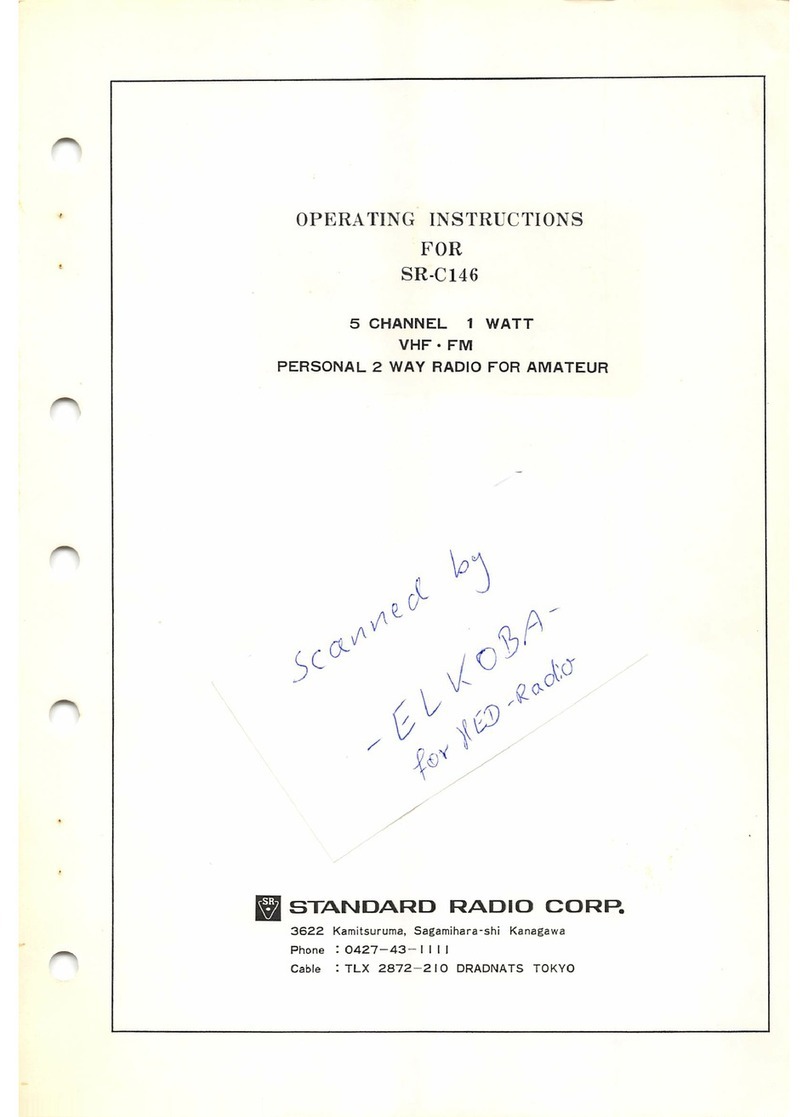 OPERATING INSTRUCTIONS
FOR
SR-C146
5 CHANNEL 1 WATT
VHF · FM
PERSONAL 2 WAY RADIO FOR AMATEUR
Scanned by
-ELKOBA-
for HED-Radio
SR
STANDARD RADIO CORP.
3622 Kamitsuruma, Sagamihara-shi Kanagawa
Phone : 0427-43-1111
Cable : TLX 2872-210 DRADNATS TOKYO